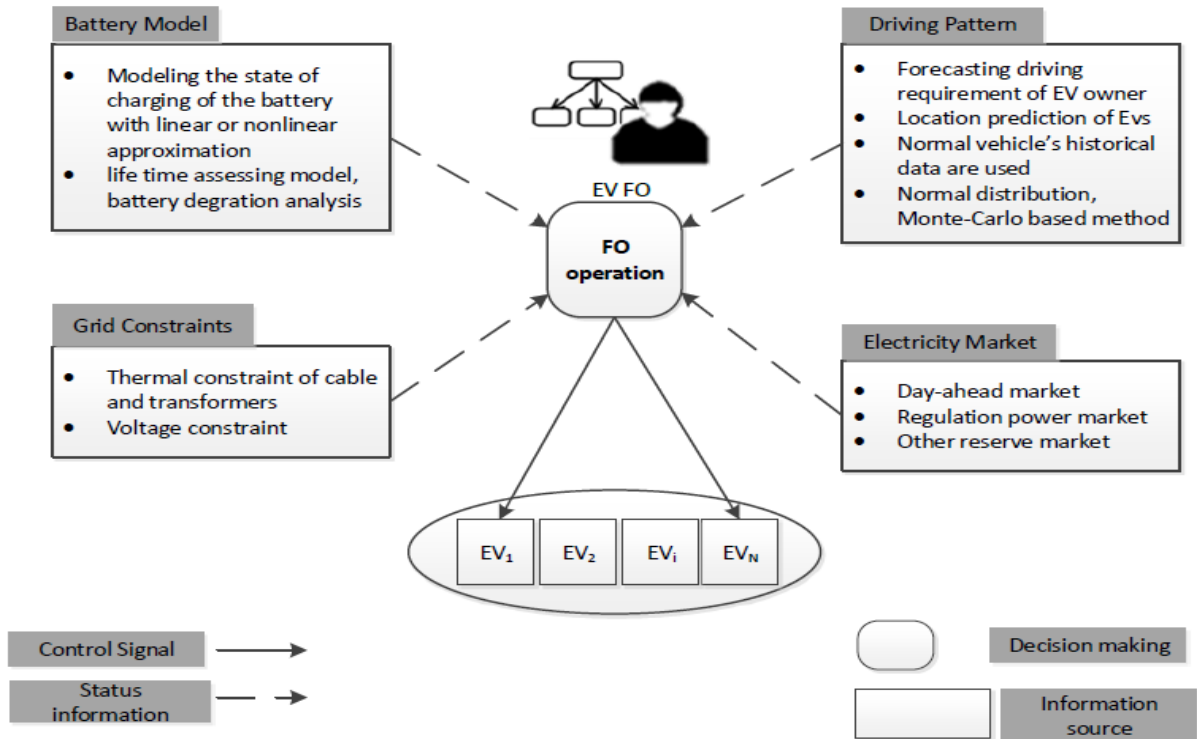 Battery Model
• Modeling the state of
charging of the battery
with linear or nonlinear
approximation
• life time assessing model,
battery degration analysis
Driving Pattern
• Forecasting driving
requirement of EV owner
• Location prediction of Evs
• Normal vehicle's historical
data are used
• Normal distribution,
Monte-Carlo based method
EV FO
FO
operation
Grid Constraints
• Thermal constraint of cable
and transformers
• Voltage constraint
Electricity Market
• Day-ahead market
• Regulation power market
• Other reserve market
EV₁
EV₂
EVᵢ
EV_N
Control Signal
Status
information
Decision making
Information
source